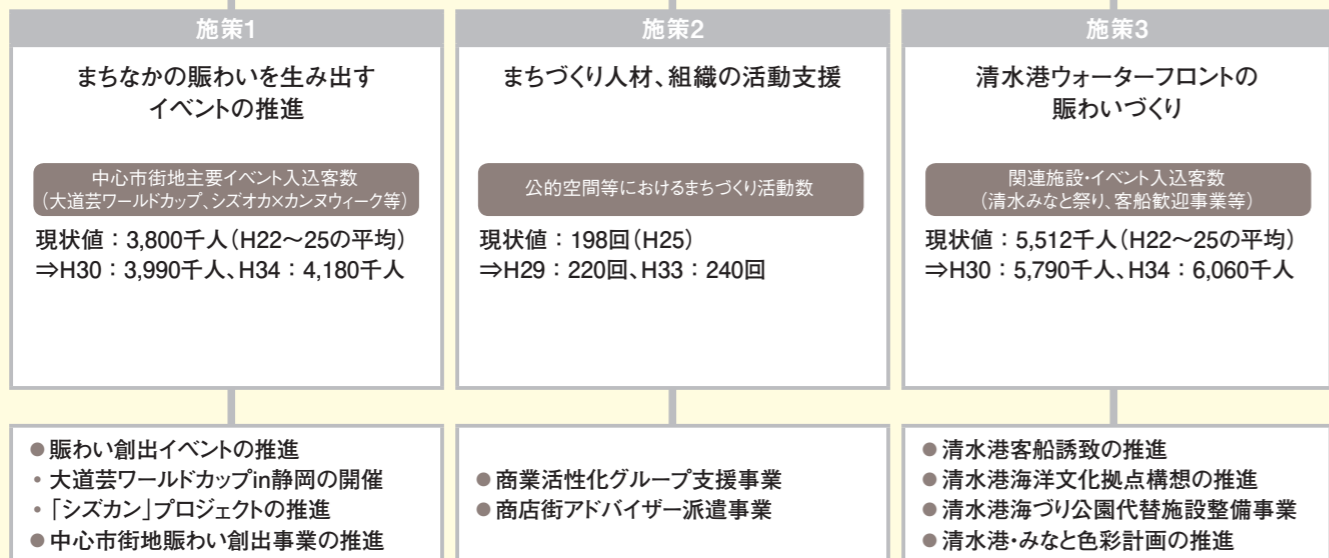 施策1
まちなかの賑わいを生み出す
イベントの推進
中心市街地主要イベント入込客数
(大道芸ワールドカップ、シズオカ×カンヌウィーク等)
現状値：3,800千人(H22～25の平均)
⇒H30：3,990千人、H34：4,180千人
●賑わい創出イベントの推進
・大道芸ワールドカップin静岡の開催
・「シズカン」プロジェクトの推進
●中心市街地賑わい創出事業の推進
施策2
まちづくり人材、組織の活動支援
公的空間等におけるまちづくり活動数
現状値：198回(H25)
⇒H29：220回、H33：240回
●商業活性化グループ支援事業
●商店街アドバイザー派遣事業
施策3
清水港ウォーターフロントの
賑わいづくり
関連施設・イベント入込客数
(清水みなと祭り、客船歓迎事業等)
現状値：5,512千人(H22～25の平均)
⇒H30：5,790千人、H34：6,060千人
●清水港客船誘致の推進
●清水港海洋文化拠点構想の推進
●清水港海づり公園代替施設整備事業
●清水港・みなと色彩計画の推進